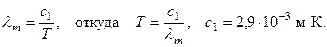 λₘ = c₁/T, откуда T = c₁/λₘ, c₁ = 2,9·10⁻³ м К.